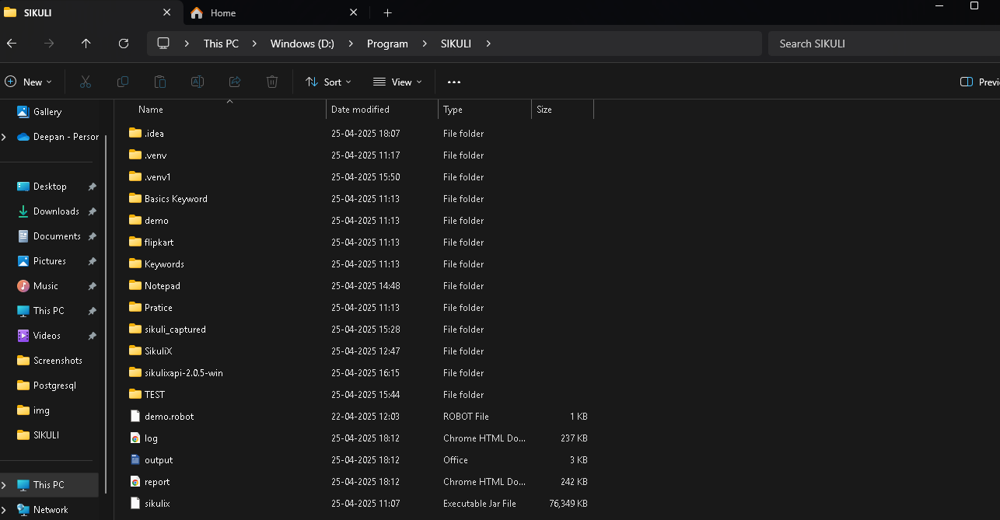 SIKULI
Home
This PC
Windows (D:)
Program
SIKULI
Search SIKULI
New
Sort
View
Previe
Name
Date modified
Type
Size
Gallery
Deepan - Person
Desktop
Downloads
Documents
Pictures
Music
This PC
Videos
Screenshots
Postgresql
img
SIKULI
This PC
Network
.idea 25-04-2025 18:07 File folder
.venv 25-04-2025 11:17 File folder
.venv1 25-04-2025 15:50 File folder
Basics Keyword 25-04-2025 11:13 File folder
demo 25-04-2025 11:13 File folder
flipkart 25-04-2025 11:13 File folder
Keywords 25-04-2025 11:13 File folder
Notepad 25-04-2025 14:48 File folder
Pratice 25-04-2025 11:13 File folder
sikuli_captured 25-04-2025 15:28 File folder
SikuliX 25-04-2025 12:47 File folder
sikulixapi-2.0.5-win 25-04-2025 16:15 File folder
TEST 25-04-2025 15:44 File folder
demo.robot 22-04-2025 12:03 ROBOT File 1 KB
log 25-04-2025 18:12 Chrome HTML Do... 237 KB
output 25-04-2025 18:12 Office 3 KB
report 25-04-2025 18:12 Chrome HTML Do... 242 KB
sikulix 25-04-2025 11:07 Executable Jar File 76,349 KB